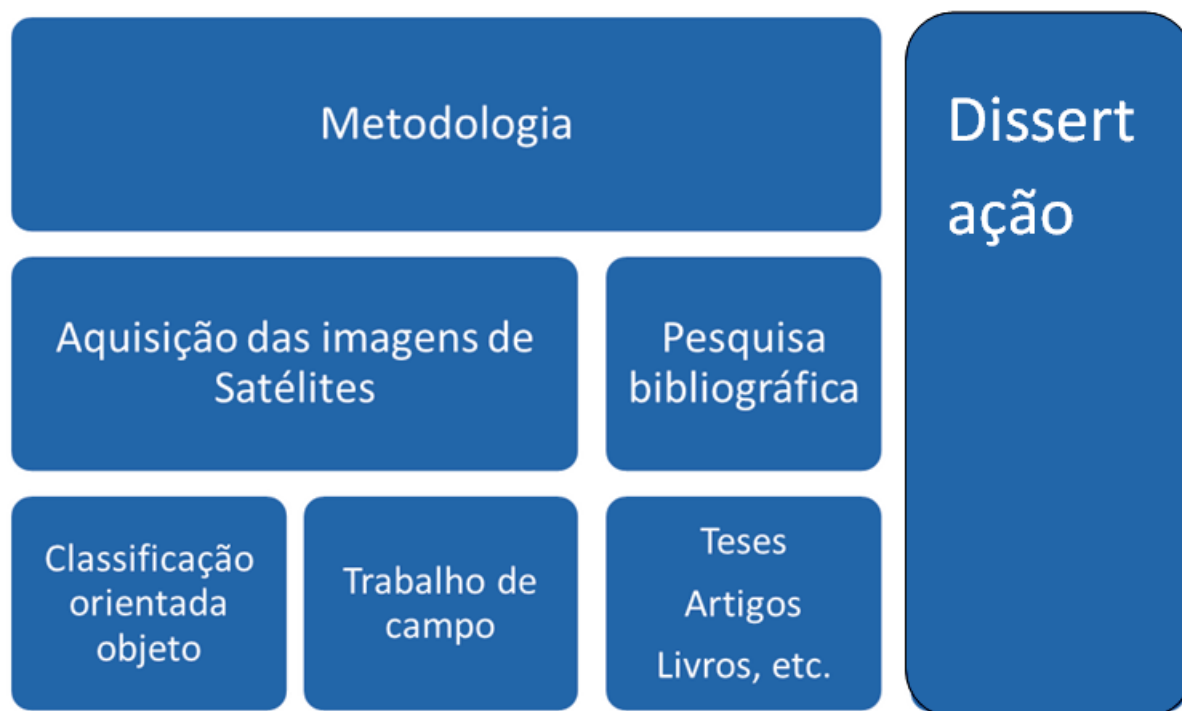 Metodologia
Dissert
ação
Aquisição das imagens de
Satélites
Pesquisa
bibliográfica
Classificação
orientada
objeto
Trabalho de
campo
Teses
Artigos
Livros, etc.